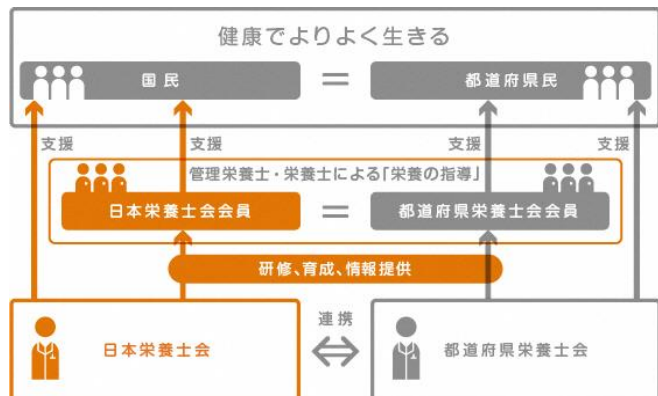 健康でよりよく生きる
国民
=
都道府県民
支援
支援
支援
支援
管理栄養士・栄養士による「栄養の指導」
日本栄養士会会員
=
都道府県栄養士会会員
研修、育成、情報提供
連携
日本栄養士会
都道府県栄養士会